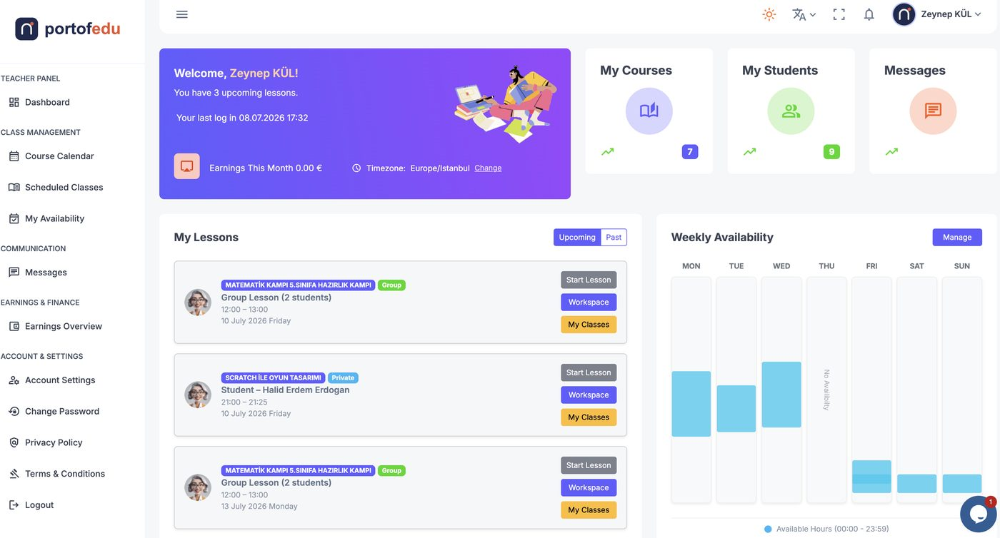 portofedu
TEACHER PANEL
Dashboard
CLASS MANAGEMENT
Course Calendar
Scheduled Classes
My Availability
COMMUNICATION
Messages
EARNINGS & FINANCE
Earnings Overview
ACCOUNT & SETTINGS
Account Settings
Change Password
Privacy Policy
Terms & Conditions
Logout
Zeynep KÜL
Welcome, Zeynep KÜL!
You have 3 upcoming lessons.
Your last log in 08.07.2026 17:32
Earnings This Month 0.00 €
Timezone: Europe/Istanbul Change
My Courses
7
My Students
9
Messages
My Lessons
Upcoming Past
MATEMATİK KAMPI 5.SINIFA HAZIRLIK KAMPI Group
Group Lesson (2 students)
12:00 – 13:00
10 July 2026 Friday
Start Lesson
Workspace
My Classes
SCRATCH İLE OYUN TASARIMI Private
Student – Halid Erdem Erdogan
21:00 – 21:25
10 July 2026 Friday
Start Lesson
Workspace
My Classes
MATEMATİK KAMPI 5.SINIFA HAZIRLIK KAMPI Group
Group Lesson (2 students)
12:00 – 13:00
13 July 2026 Monday
Start Lesson
Workspace
My Classes
Weekly Availability
Manage
MON TUE WED THU FRI SAT SUN
No Availibilty
Available Hours (00:00 - 23:59)
1